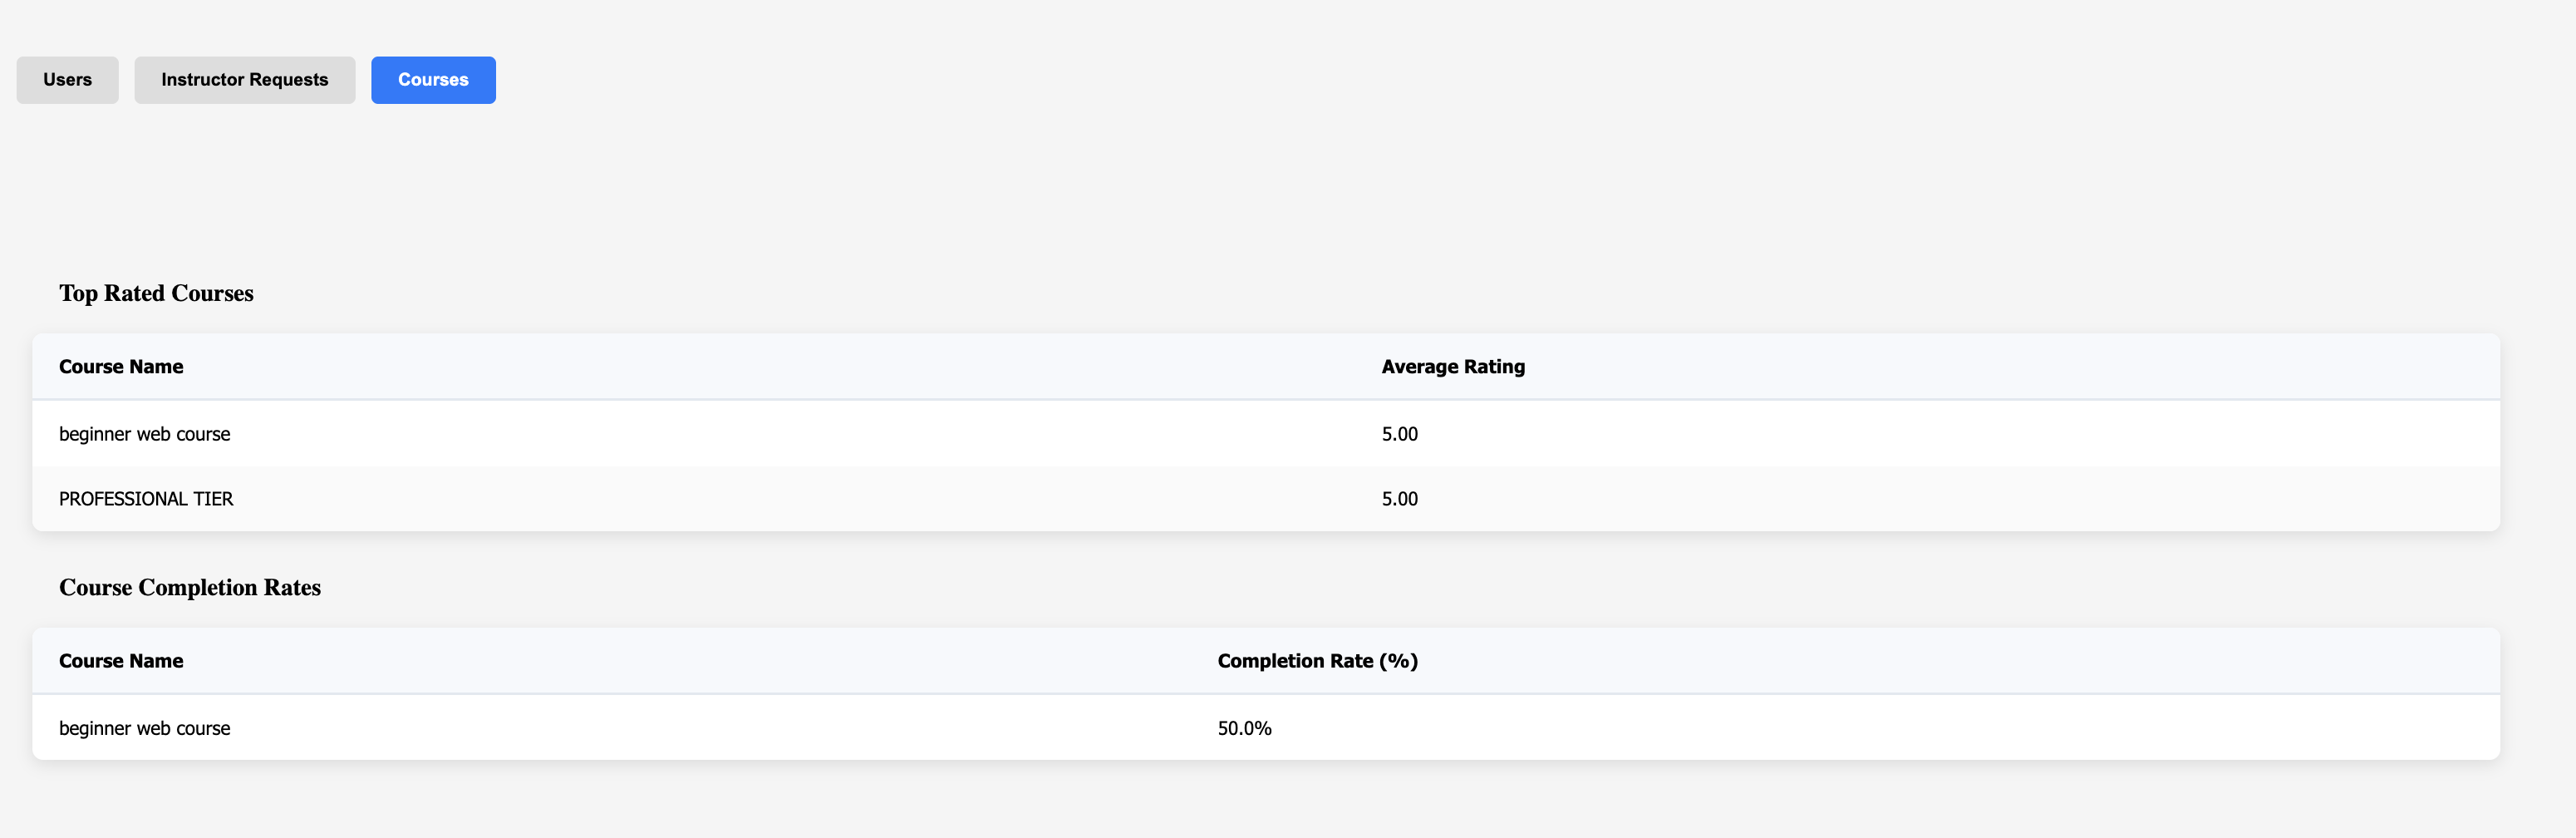 Users Instructor Requests Courses
Top Rated Courses
Course Name Average Rating
beginner web course 5.00
PROFESSIONAL TIER 5.00
Course Completion Rates
Course Name Completion Rate (%)
beginner web course 50.0%